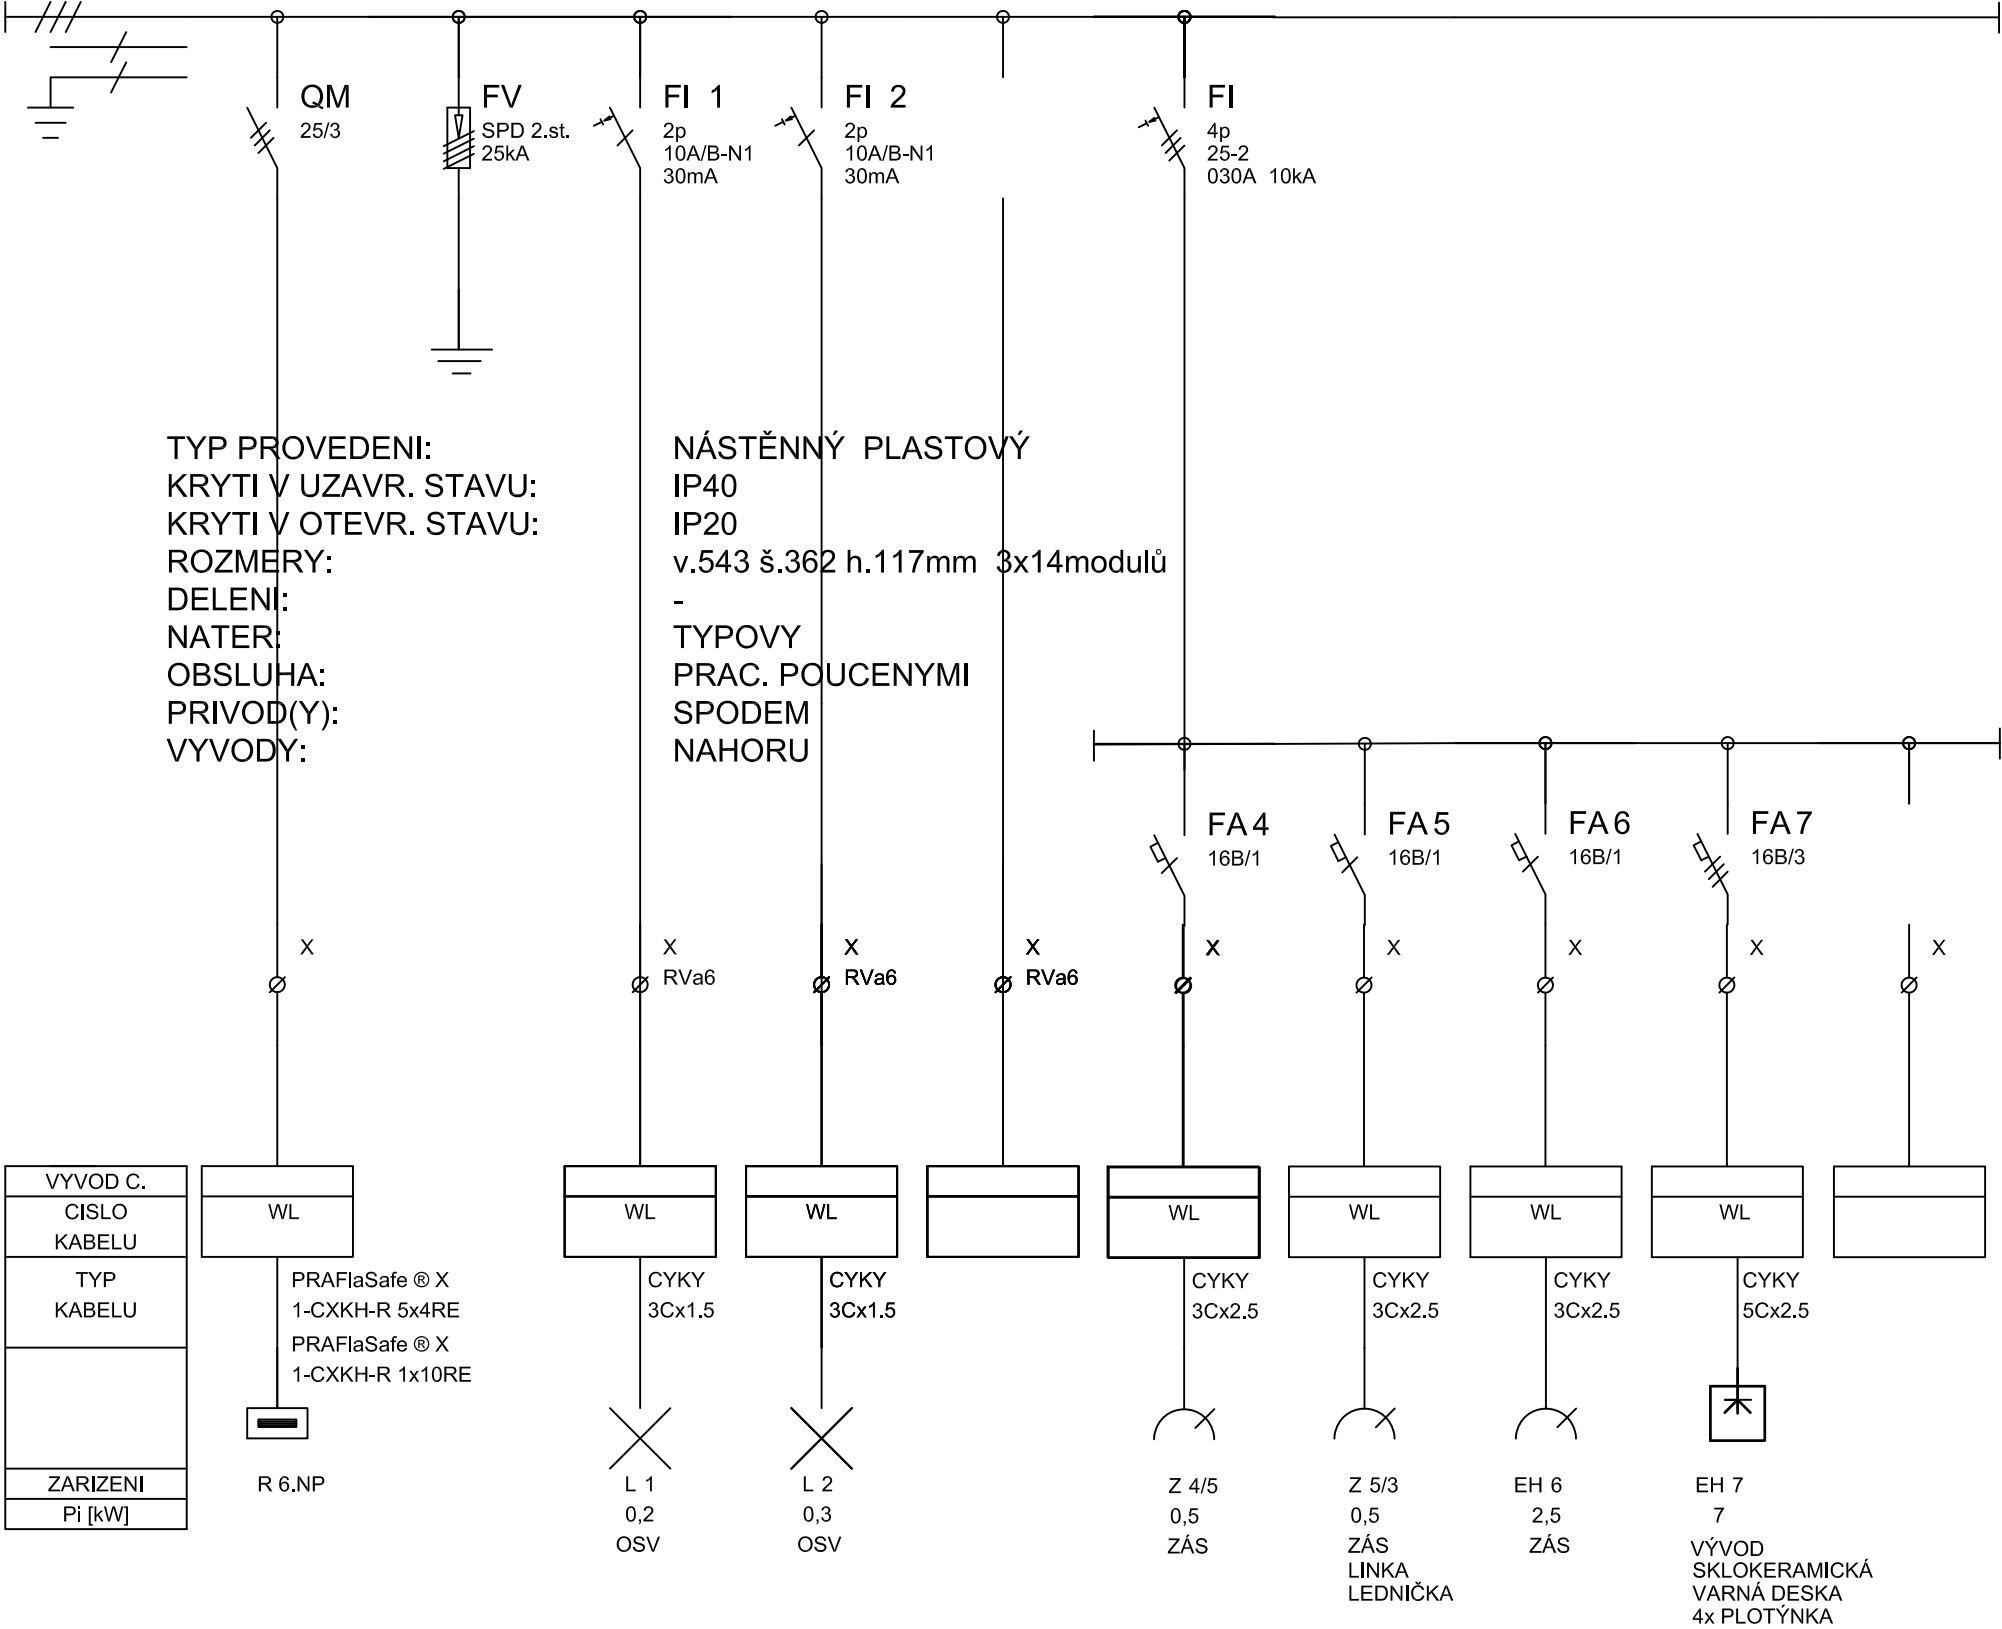 QM
25/3
FV
SPD 2.st.
25kA
FI 1
2p
10A/B-N1
30mA
FI 2
2p
10A/B-N1
30mA
FI
4p
25-2
030A 10kA
TYP PROVEDENI: NÁSTĚNNÝ PLASTOVÝ
KRYTI V UZAVR. STAVU: IP40
KRYTI V OTEVR. STAVU: IP20
ROZMERY: v.543 š.362 h.117mm 3x14modulů
DELENI: -
NATER: TYPOVY
OBSLUHA: PRAC. POUCENYMI
PRIVOD(Y): SPODEM
VYVODY: NAHORU
FA 4
16B/1
FA 5
16B/1
FA 6
16B/1
FA 7
16B/3
X
X
RVa6
X
RVa6
X
RVa6
X
X
X
X
X
VYVOD C.
CISLO
KABELU
WL
WL
WL
WL
WL
WL
WL
TYP
KABELU
PRAFlaSafe ® X
1-CXKH-R 5x4RE
PRAFlaSafe ® X
1-CXKH-R 1x10RE
CYKY
3Cx1.5
CYKY
3Cx1.5
CYKY
3Cx2.5
CYKY
3Cx2.5
CYKY
3Cx2.5
CYKY
5Cx2.5
ZARIZENI
Pi [kW]
R 6.NP
L 1
0,2
OSV
L 2
0,3
OSV
Z 4/5
0,5
ZÁS
Z 5/3
0,5
ZÁS
LINKA
LEDNIČKA
EH 6
2,5
ZÁS
EH 7
7
VÝVOD
SKLOKERAMICKÁ
VARNÁ DESKA
4x PLOTÝNKA